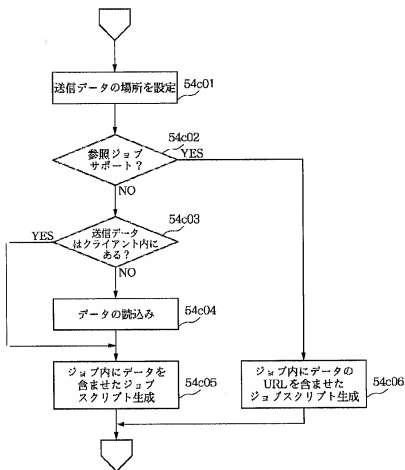 送信データの場所を設定
54c01
参照ジョブ
サポート？
54c02
YES
NO
送信データ
はクライアント内に
ある？
54c03
YES
NO
データの読込み
54c04
ジョブ内にデータを
含ませたジョブ
スクリプト生成
54c05
ジョブ内にデータの
URLを含ませた
ジョブスクリプト生成
54c06